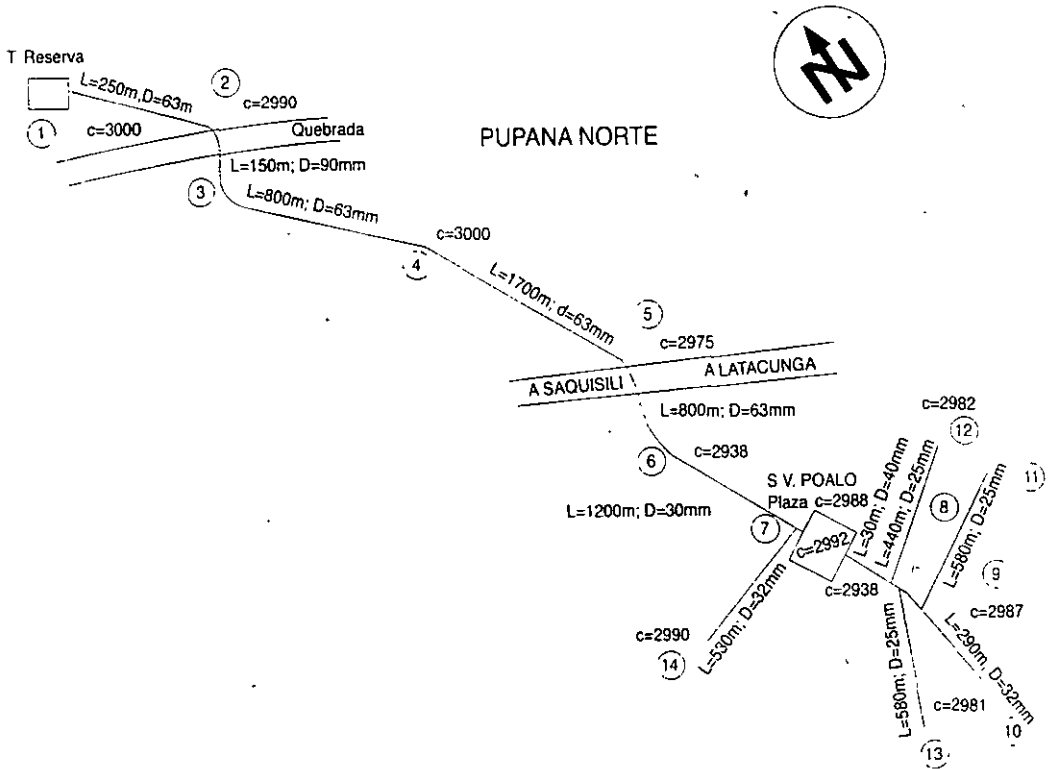 T Reserva
L=250m,D=63m
2
c=2990
1
c=3000
Quebrada
PUPANA NORTE
N
L=150m; D=90mm
3
L=800m; D=63mm
c=3000
4
L=1700m; d=63mm
5
c=2975
A SAQUISILI
A LATACUNGA
L=800m; D=63mm
c=2982
12
6
c=2938
S V. POALO
Plaza c=2988
L=1200m; D=30mm
7
c=2992
L=30m; D=40mm
L=440m; D=25mm
8
11
L=580m; D=25mm
9
c=2938
c=2987
L=290m, D=32mm
c=2990
14
L=530m; D=32mm
L=580m; D=25mm
c=2981
10
13